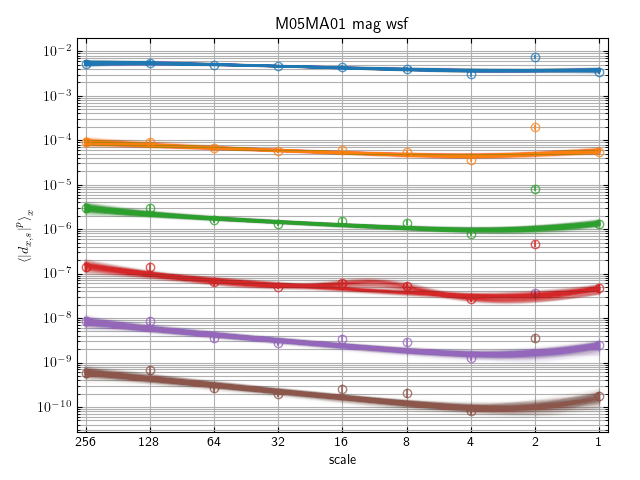 M05MA01 mag wsf
10^{-2}
10^{-3}
10^{-4}
10^{-5}
10^{-6}
10^{-7}
10^{-8}
10^{-9}
10^{-10}
⟨|d_{x,s}|^p⟩_x
256 128 64 32 16 8 4 2 1
scale